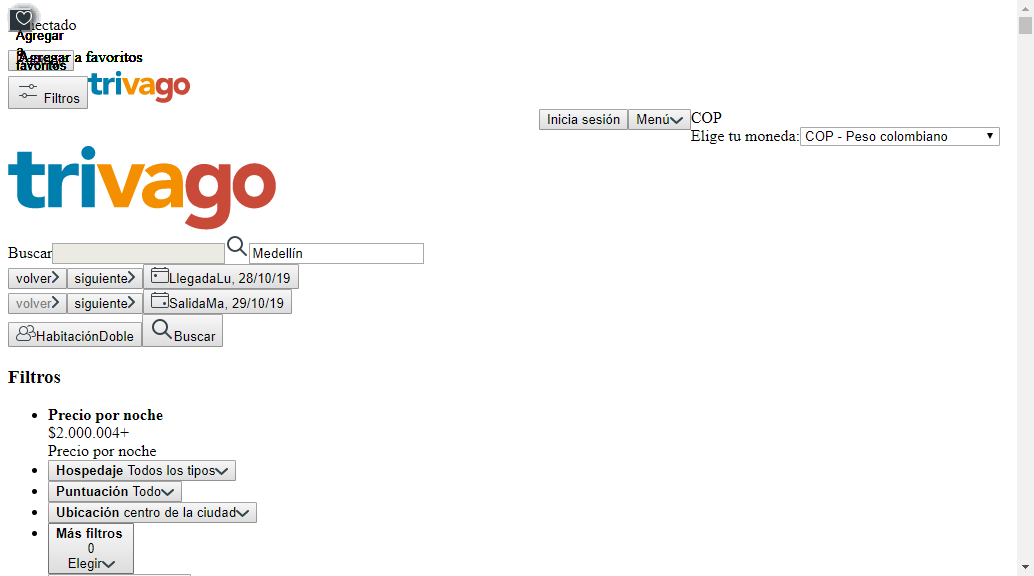 Agregar
a
favoritos
Agregar a favoritos
Filtros
trivago
Inicia sesión
Menú
COP
Elige tu moneda:
COP - Peso colombiano
trivago
Buscar
Medellín
volver
siguiente
LlegadaLu, 28/10/19
volver
siguiente
SalidaMa, 29/10/19
HabitaciónDoble
Buscar
Filtros
Precio por noche
$2.000.004+
Precio por noche
Hospedaje Todos los tipos
Puntuación Todo
Ubicación centro de la ciudad
Más filtros
0
Elegir